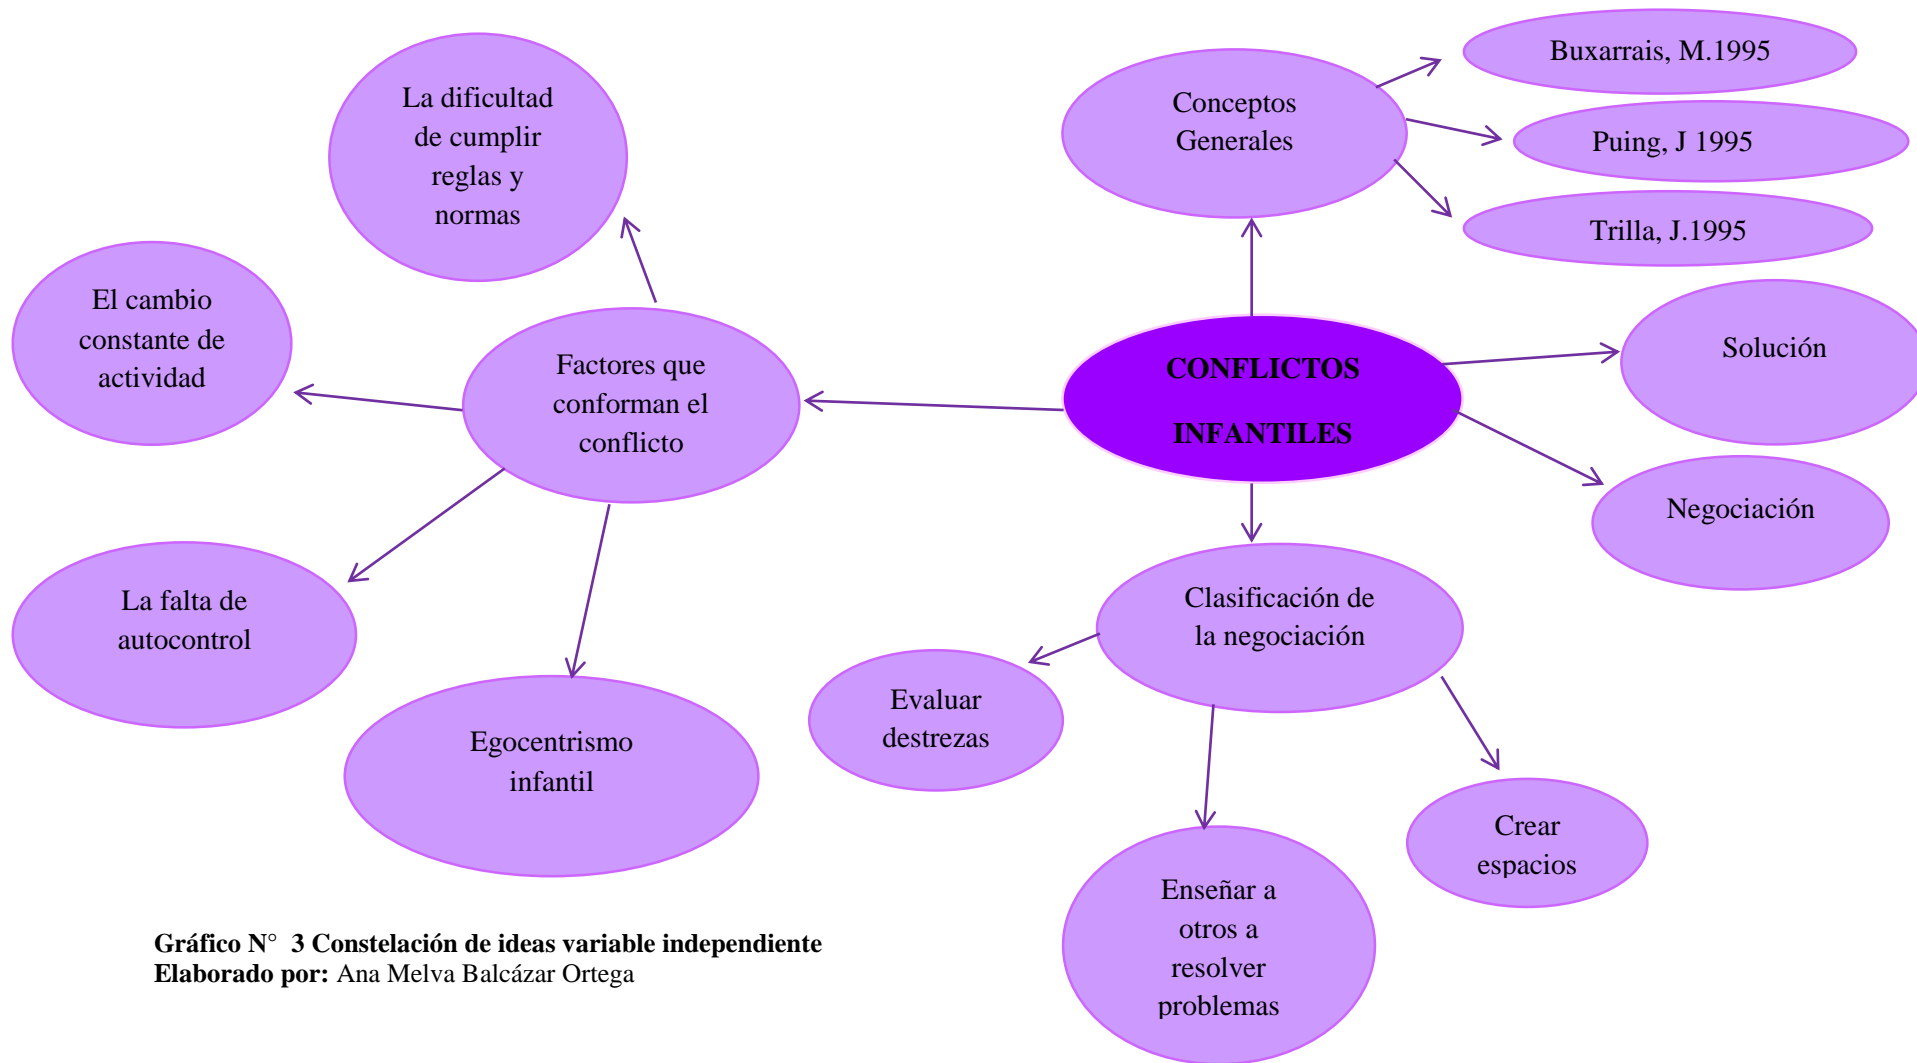 Buxarrais, M.1995
Conceptos
Generales
Puing, J 1995
Trilla, J.1995
La dificultad
de cumplir
reglas y
normas
El cambio
constante de
actividad
Factores que
conforman el
conflicto
CONFLICTOS
INFANTILES
Solución
Negociación
La falta de
autocontrol
Egocentrismo
infantil
Clasificación de
la negociación
Evaluar
destrezas
Enseñar a
otros a
resolver
problemas
Crear
espacios
Gráfico N° 3 Constelación de ideas variable independiente
Elaborado por: Ana Melva Balcázar Ortega